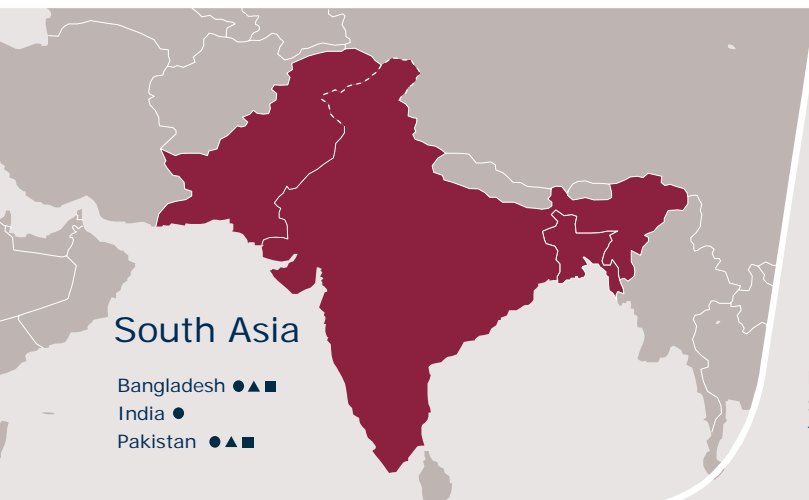 South Asia
Bangladesh ●▲■
India ●
Pakistan ●▲■